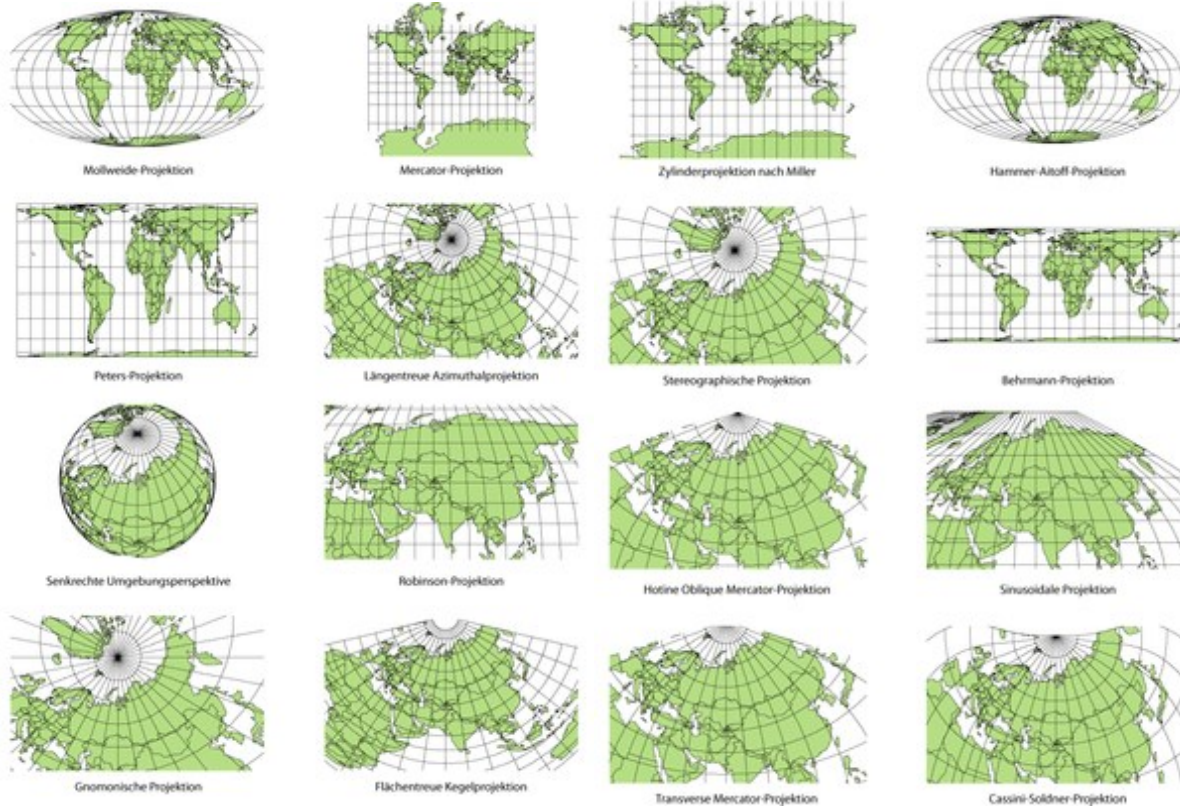 Mollweide-Projektion
Mercator-Projektion
Zylinderprojektion nach Miller
Hammer-Aitoff-Projektion
Peters-Projektion
Längentreue Azimuthalprojektion
Stereographische Projektion
Behrmann-Projektion
Senkrechte Umgebungsperspektive
Robinson-Projektion
Hotine Oblique Mercator-Projektion
Sinusoidale Projektion
Gnomonische Projektion
Flächentreue Kegelprojektion
Transverse Mercator-Projektion
Cassini-Soldner-Projektion